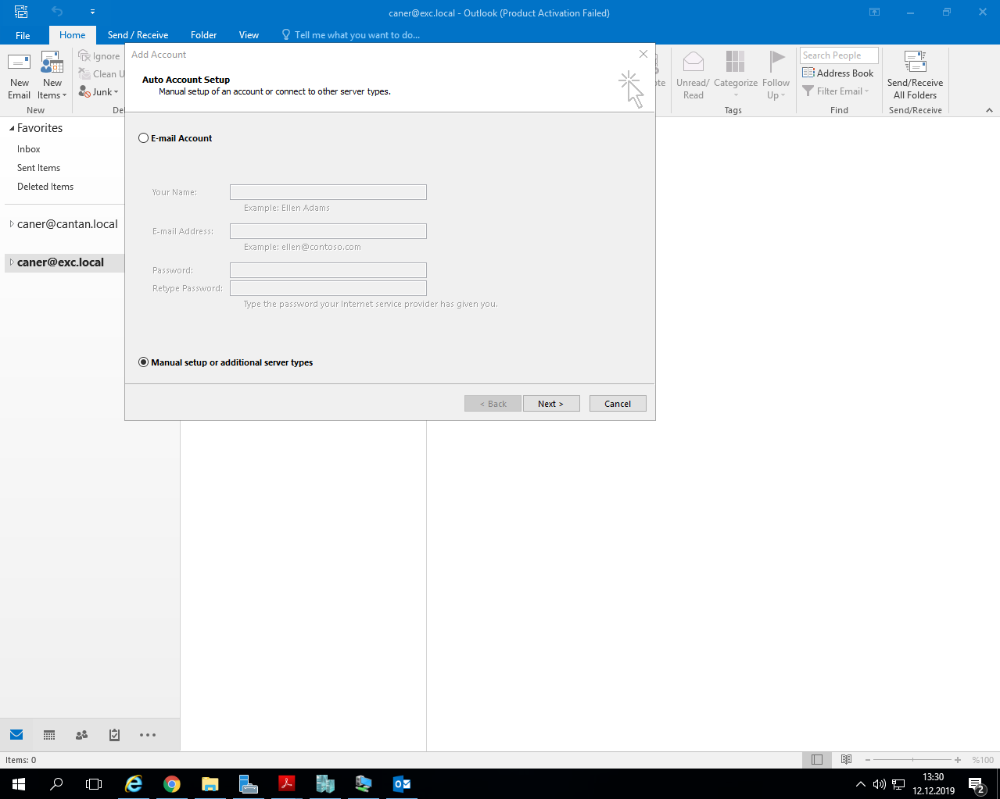 caner@exc.local - Outlook (Product Activation Failed)
File
Home
Send / Receive
Folder
View
Tell me what you want to do...
New
Email
New
Items
New
Ignore
Clean U
Junk
Del
Unread/
Read
Categorize
Follow
Up
Tags
Search People
Address Book
Filter Email
Find
Send/Receive
All Folders
Send/Receive
Add Account
Auto Account Setup
Manual setup of an account or connect to other server types.
E-mail Account
Your Name:
Example: Ellen Adams
E-mail Address:
Example: ellen@contoso.com
Password:
Retype Password:
Type the password your Internet service provider has given you.
Manual setup or additional server types
< Back
Next >
Cancel
Favorites
Inbox
Sent Items
Deleted Items
caner@cantan.local
caner@exc.local
Items: 0
%100
13:30
12.12.2019
2